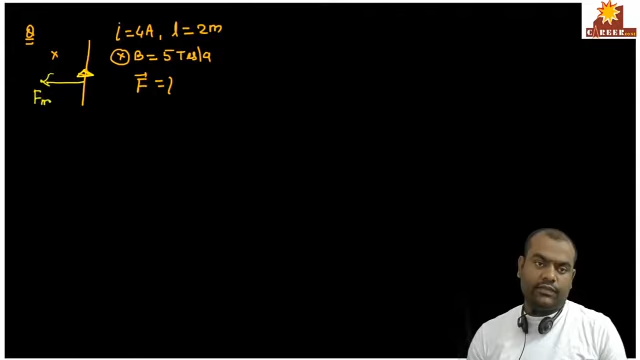 Q i = 4A, l = 2m
x ⊗ B = 5 Tesla
Fm F⃗ = ?
CAREER